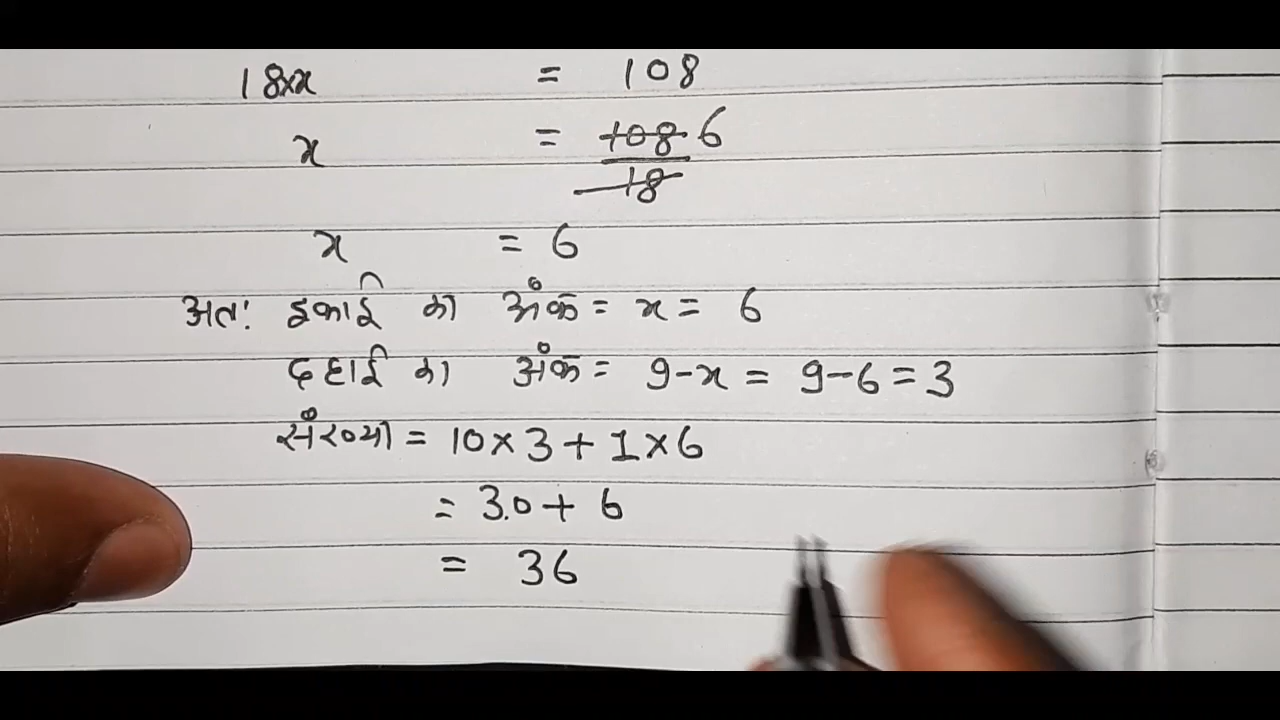 18x = 108
x = 108/18 6
x = 6
अतः इकाई का अंक = x = 6
दहाई का अंक = 9-x = 9-6 = 3
संख्या = 10×3 + 1×6
= 30 + 6
= 36